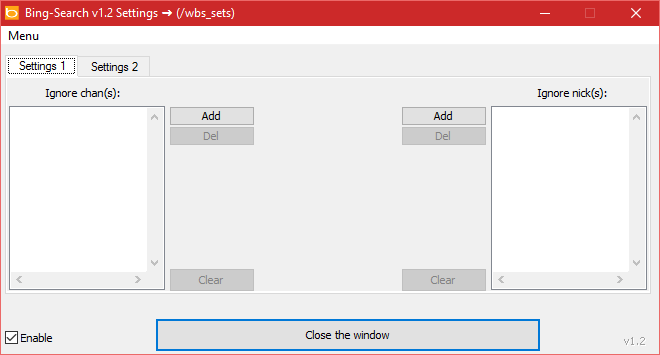 Bing-Search v1.2 Settings ➔ (/wbs_sets)
Menu
Settings 1 Settings 2
Ignore chan(s): Ignore nick(s):
Add Add
Del Del
Clear Clear
Enable Close the window v1.2